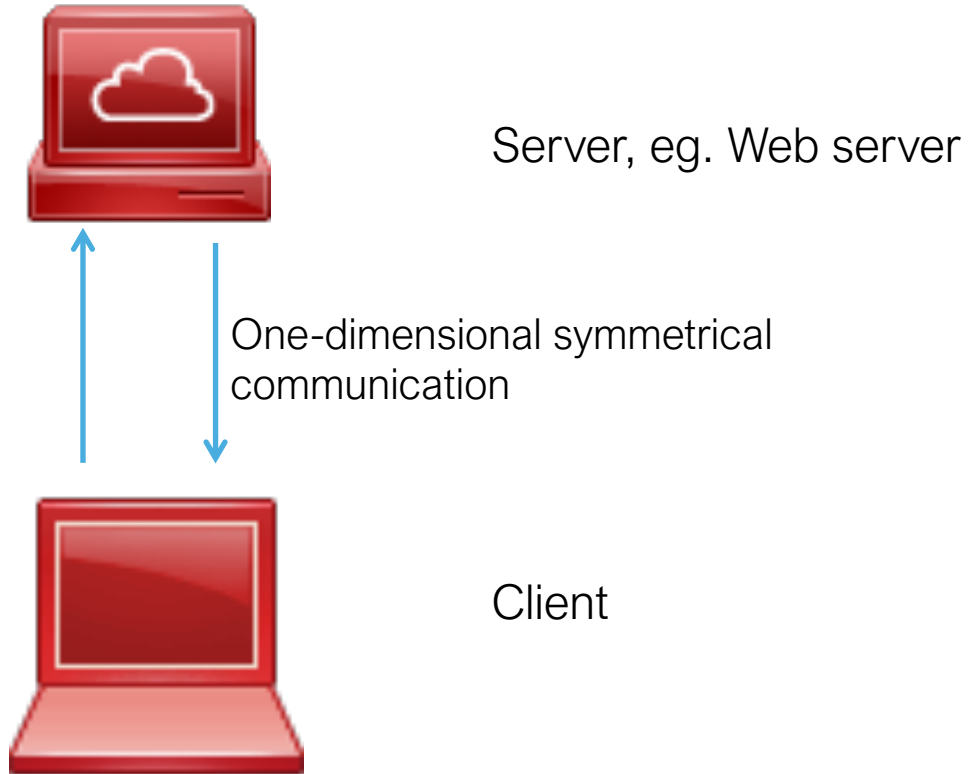 Server, eg. Web server
One-dimensional symmetrical
communication
Client